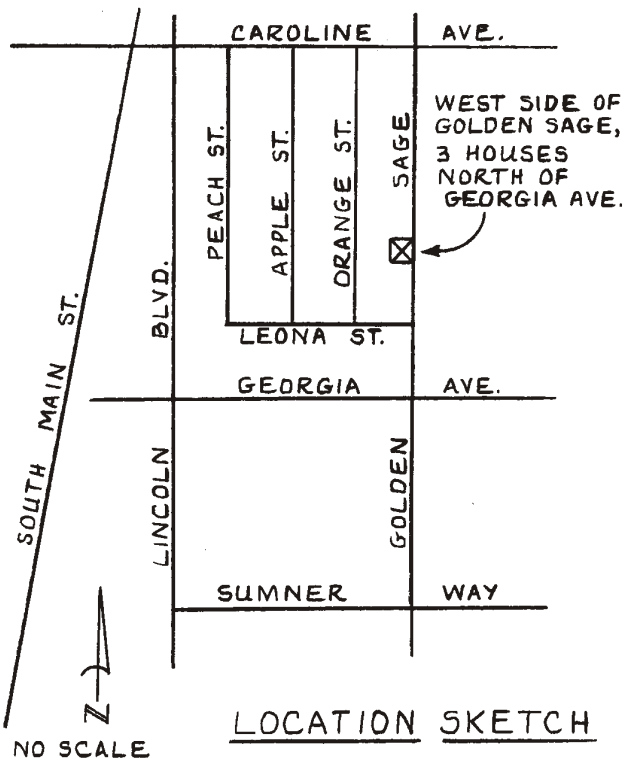 CAROLINE AVE.
WEST SIDE OF
GOLDEN SAGE,
3 HOUSES
NORTH OF
GEORGIA AVE.
PEACH ST.
APPLE ST.
ORANGE ST.
SAGE
LEONA ST.
BLVD.
SOUTH MAIN ST.
GEORGIA AVE.
LINCOLN
GOLDEN
SUMNER WAY
N
NO SCALE
LOCATION SKETCH